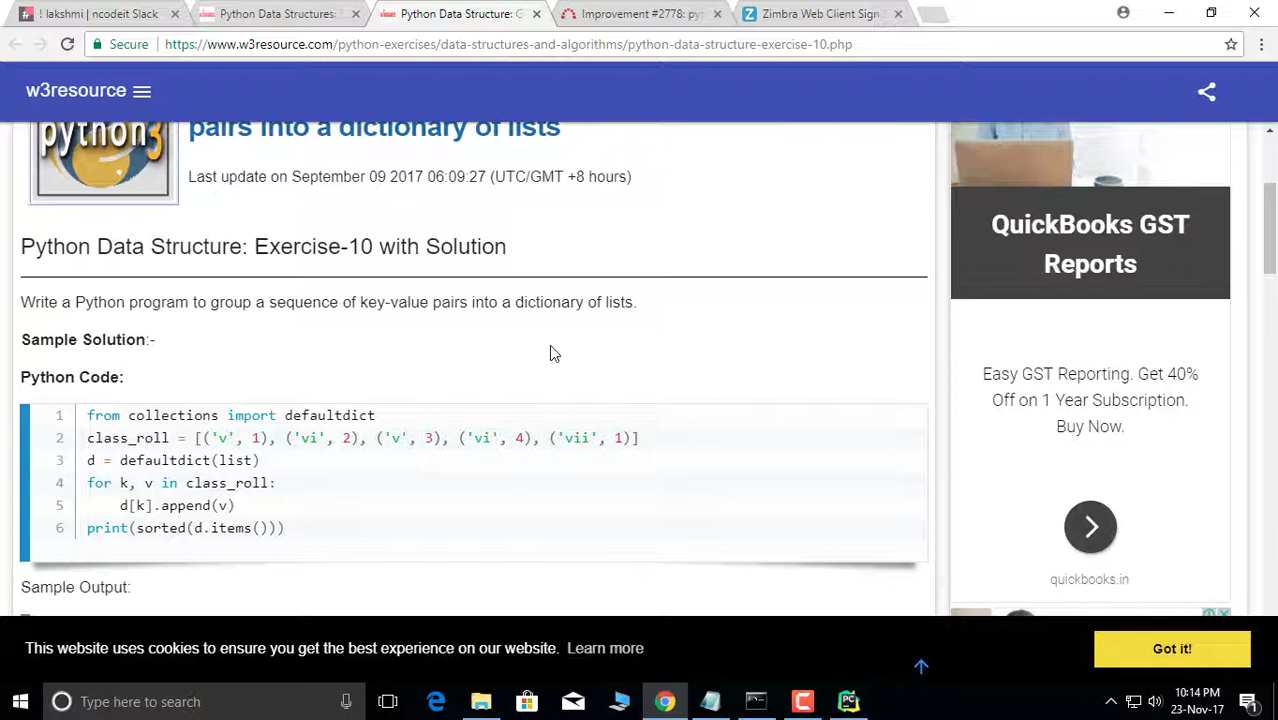 ! lakshmi | ncodeit Slack
Python Data Structures:
Python Data Structure: G
Improvement #2778: pyt
Zimbra Web Client Sign
Secure
https://www.w3resource.com/python-exercises/data-structures-and-algorithms/python-data-structure-exercise-10.php
w3resource
python3
pairs into a dictionary of lists
Last update on September 09 2017 06:09:27 (UTC/GMT +8 hours)
Python Data Structure: Exercise-10 with Solution
Write a Python program to group a sequence of key-value pairs into a dictionary of lists.
Sample Solution:-
Python Code:
1 from collections import defaultdict
2 class_roll = [('v', 1), ('vi', 2), ('v', 3), ('vi', 4), ('vii', 1)]
3 d = defaultdict(list)
4 for k, v in class_roll:
5 d[k].append(v)
6 print(sorted(d.items()))
Sample Output:
QuickBooks GST
Reports
Easy GST Reporting. Get 40%
Off on 1 Year Subscription.
Buy Now.
quickbooks.in
This website uses cookies to ensure you get the best experience on our website. Learn more
Got it!
Type here to search
10:14 PM
23-Nov-17
1